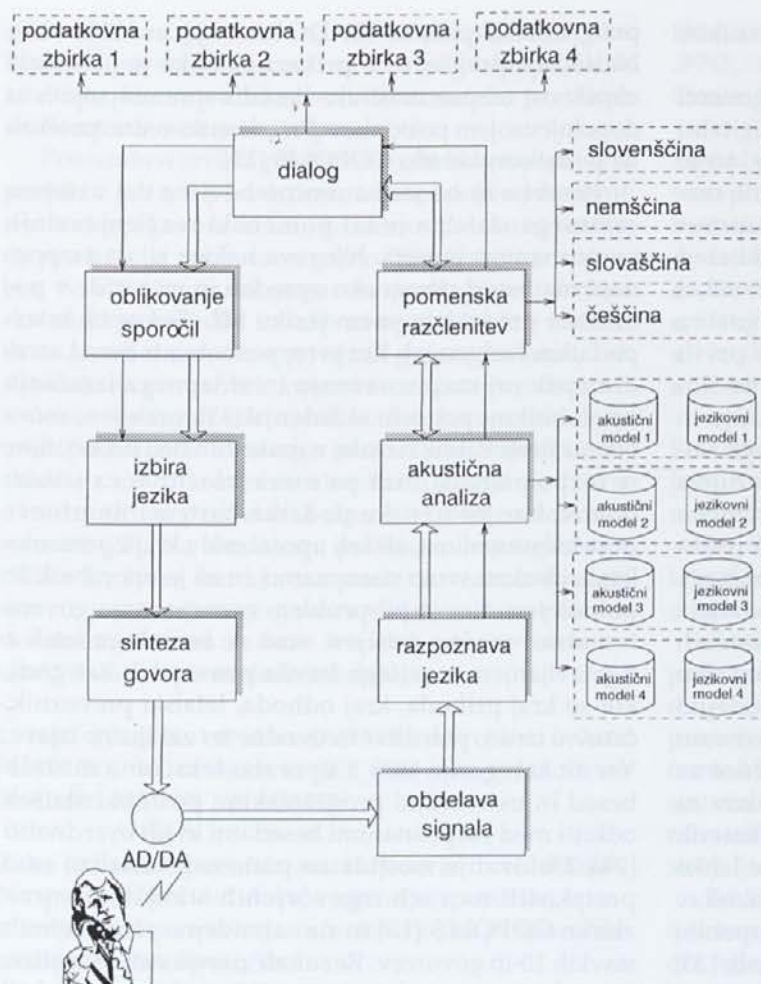 podatkovna
zbirka 1
podatkovna
zbirka 2
podatkovna
zbirka 3
podatkovna
zbirka 4
dialog
slovenščina
hrvaščina
slovaščina
češčina
oblikovanje
sporočil
pomenska
razčlenitev
izbira
jezika
akustična
analiza
akustični
model 1
jezikovni
model 1
akustični
model 2
jezikovni
model 2
akustični
model 3
jezikovni
model 3
akustični
model 4
jezikovni
model 4
sinteza
govora
razpoznava
jezika
obdelava
signala
AD/DA